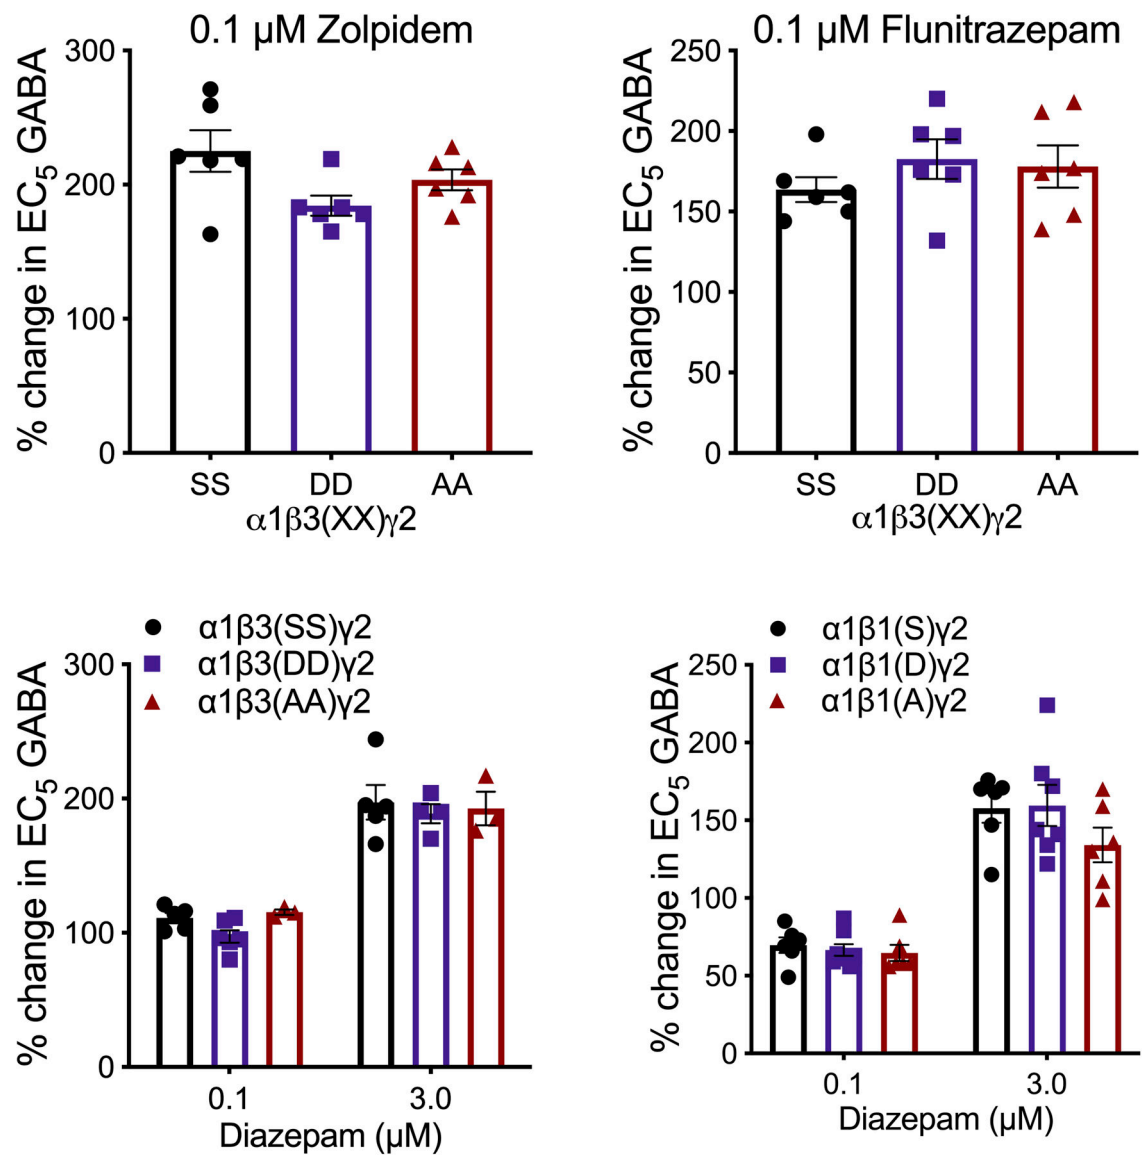 0.1 µM Zolpidem
% change in EC5 GABA
300
200
100
0
SS DD AA
α1β3(XX)γ2
0.1 µM Flunitrazepam
% change in EC5 GABA
250
200
150
100
50
0
SS DD AA
α1β3(XX)γ2
α1β3(SS)γ2
α1β3(DD)γ2
α1β3(AA)γ2
% change in EC5 GABA
300
200
100
0
0.1 3.0
Diazepam (µM)
α1β1(S)γ2
α1β1(D)γ2
α1β1(A)γ2
% change in EC5 GABA
250
200
150
100
50
0
0.1 3.0
Diazepam (µM)